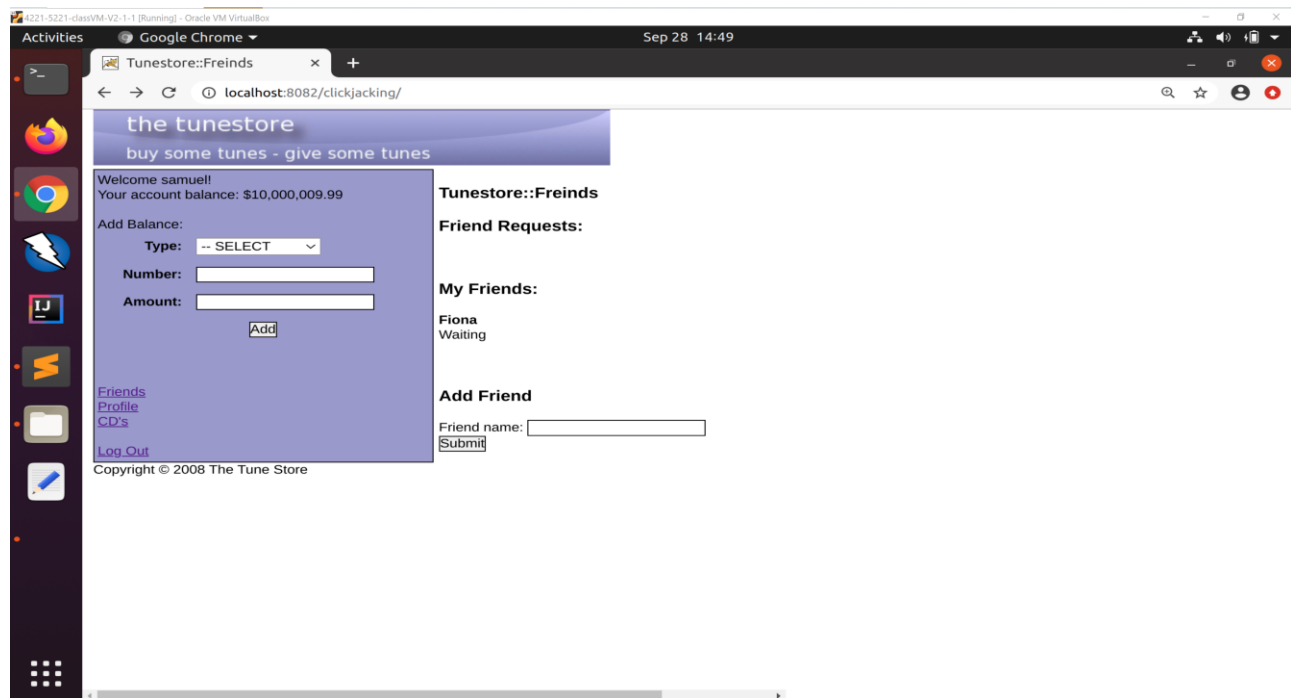 4221-5221-classVM-V2-1-1 [Running] - Oracle VM VirtualBox
Activities Google Chrome Sep 28 14:49
Tunestore::Freinds
localhost:8082/clickjacking/
the tunestore
buy some tunes - give some tunes
Welcome samuel!
Your account balance: $10,000,009.99
Add Balance:
Type: -- SELECT
Number:
Amount:
Add
Friends
Profile
CD's
Log Out
Tunestore::Freinds
Friend Requests:
My Friends:
Fiona
Waiting
Add Friend
Friend name:
Submit
Copyright © 2008 The Tune Store
IJ